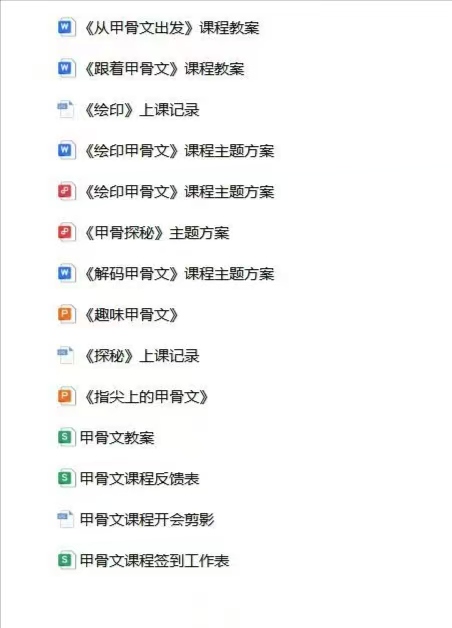 《从甲骨文出发》课程教案
《跟着甲骨文》课程教案
《绘印》上课记录
《绘印甲骨文》课程主题方案
《绘印甲骨文》课程主题方案
《甲骨探秘》主题方案
《解码甲骨文》课程主题方案
《趣味甲骨文》
《探秘》上课记录
《指尖上的甲骨文》
甲骨文教案
甲骨文课程反馈表
甲骨文课程开会剪影
甲骨文课程签到工作表